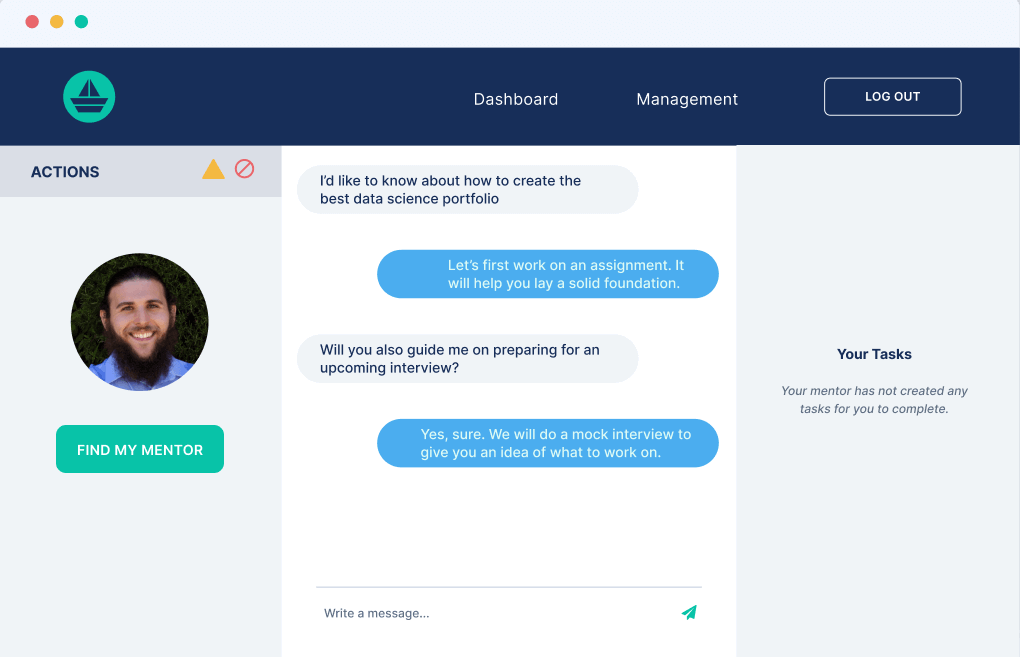 Dashboard
Management
LOG OUT
ACTIONS
FIND MY MENTOR
I’d like to know about how to create the
best data science portfolio
Let’s first work on an assignment. It
will help you lay a solid foundation.
Will you also guide me on preparing for an
upcoming interview?
Yes, sure. We will do a mock interview to
give you an idea of what to work on.
Write a message...
Your Tasks
Your mentor has not created any
tasks for you to complete.